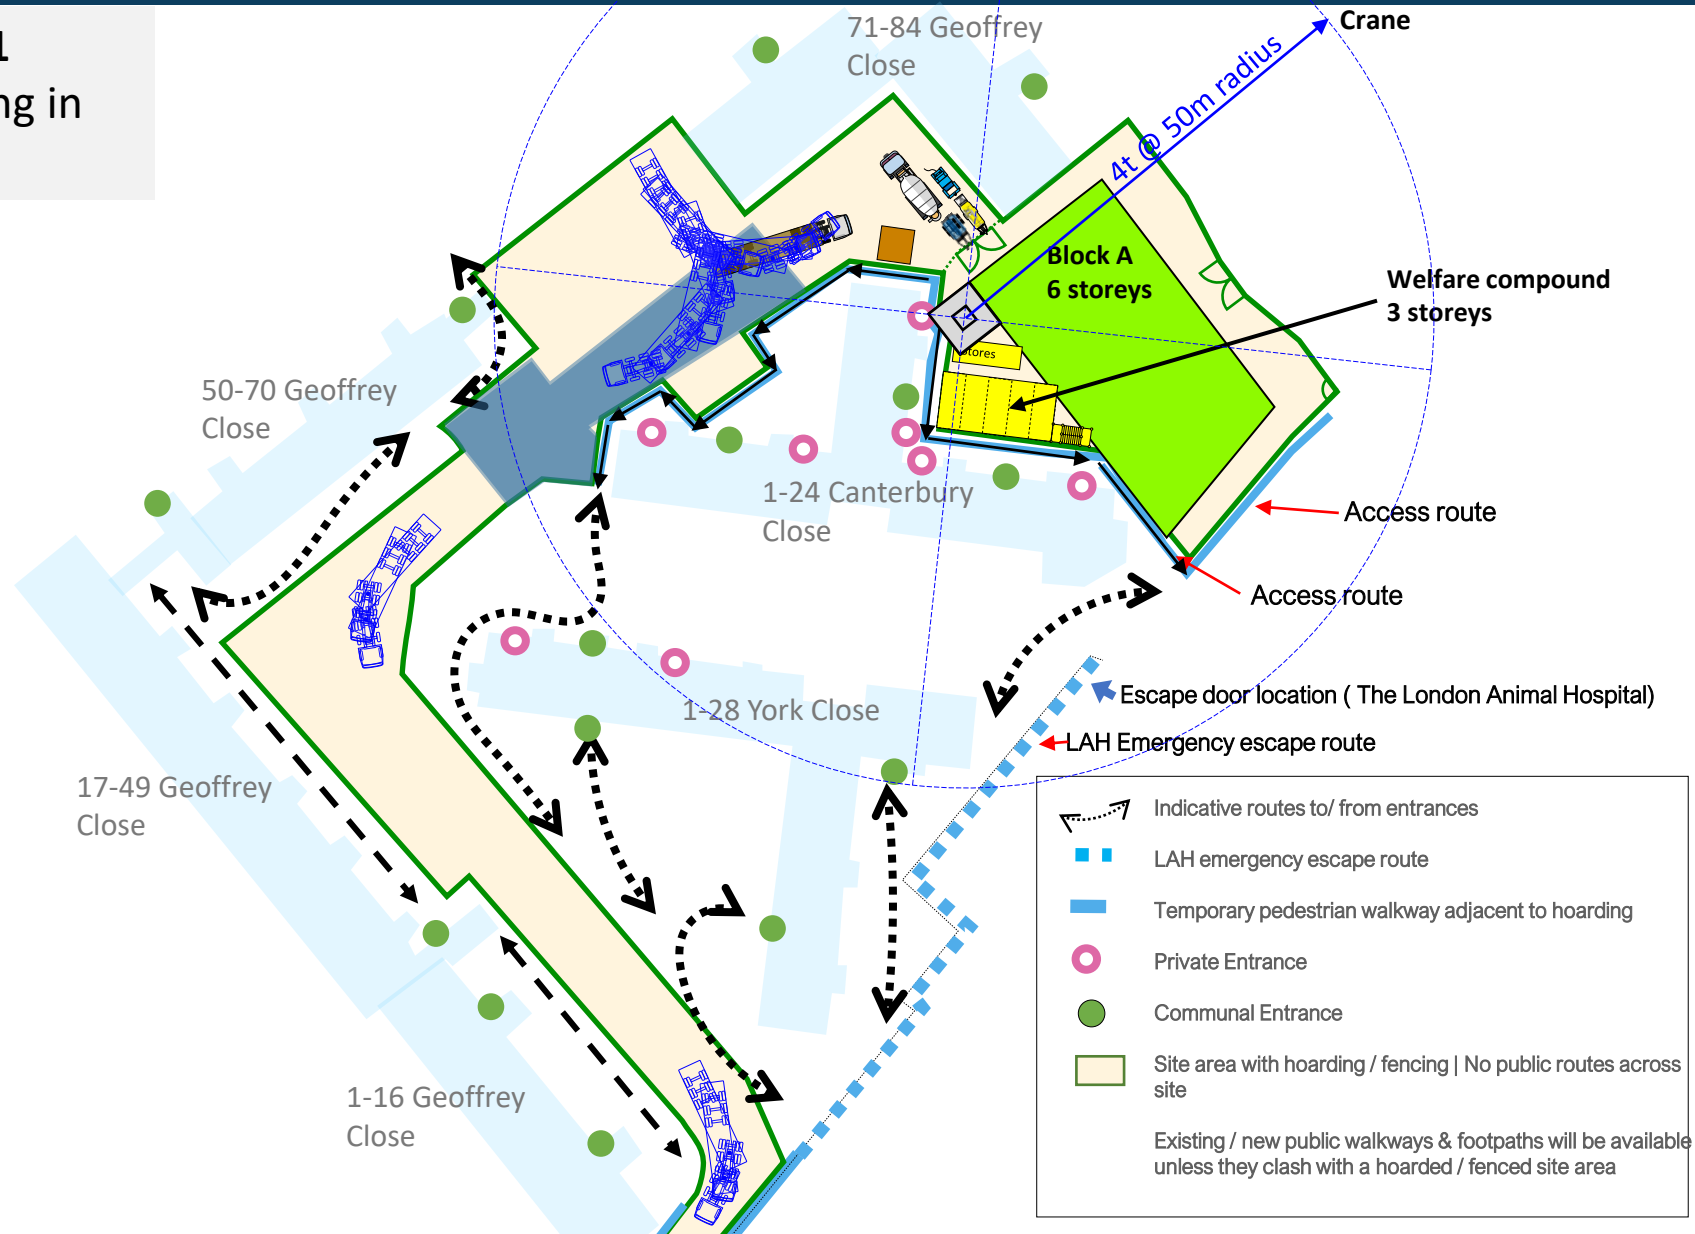 1
ng in
71-84 Geoffrey
Close
Crane
4t @ 50m radius
Block A
6 storeys
Welfare compound
3 storeys
Stores
50-70 Geoffrey
Close
1-24 Canterbury
Close
Access route
Access route
Escape door location ( The London Animal Hospital)
LAH Emergency escape route
1-28 York Close
17-49 Geoffrey
Close
1-16 Geoffrey
Close
Indicative routes to/ from entrances
LAH emergency escape route
Temporary pedestrian walkway adjacent to hoarding
Private Entrance
Communal Entrance
Site area with hoarding / fencing | No public routes across
site
Existing / new public walkways & footpaths will be available
unless they clash with a hoarded / fenced site area